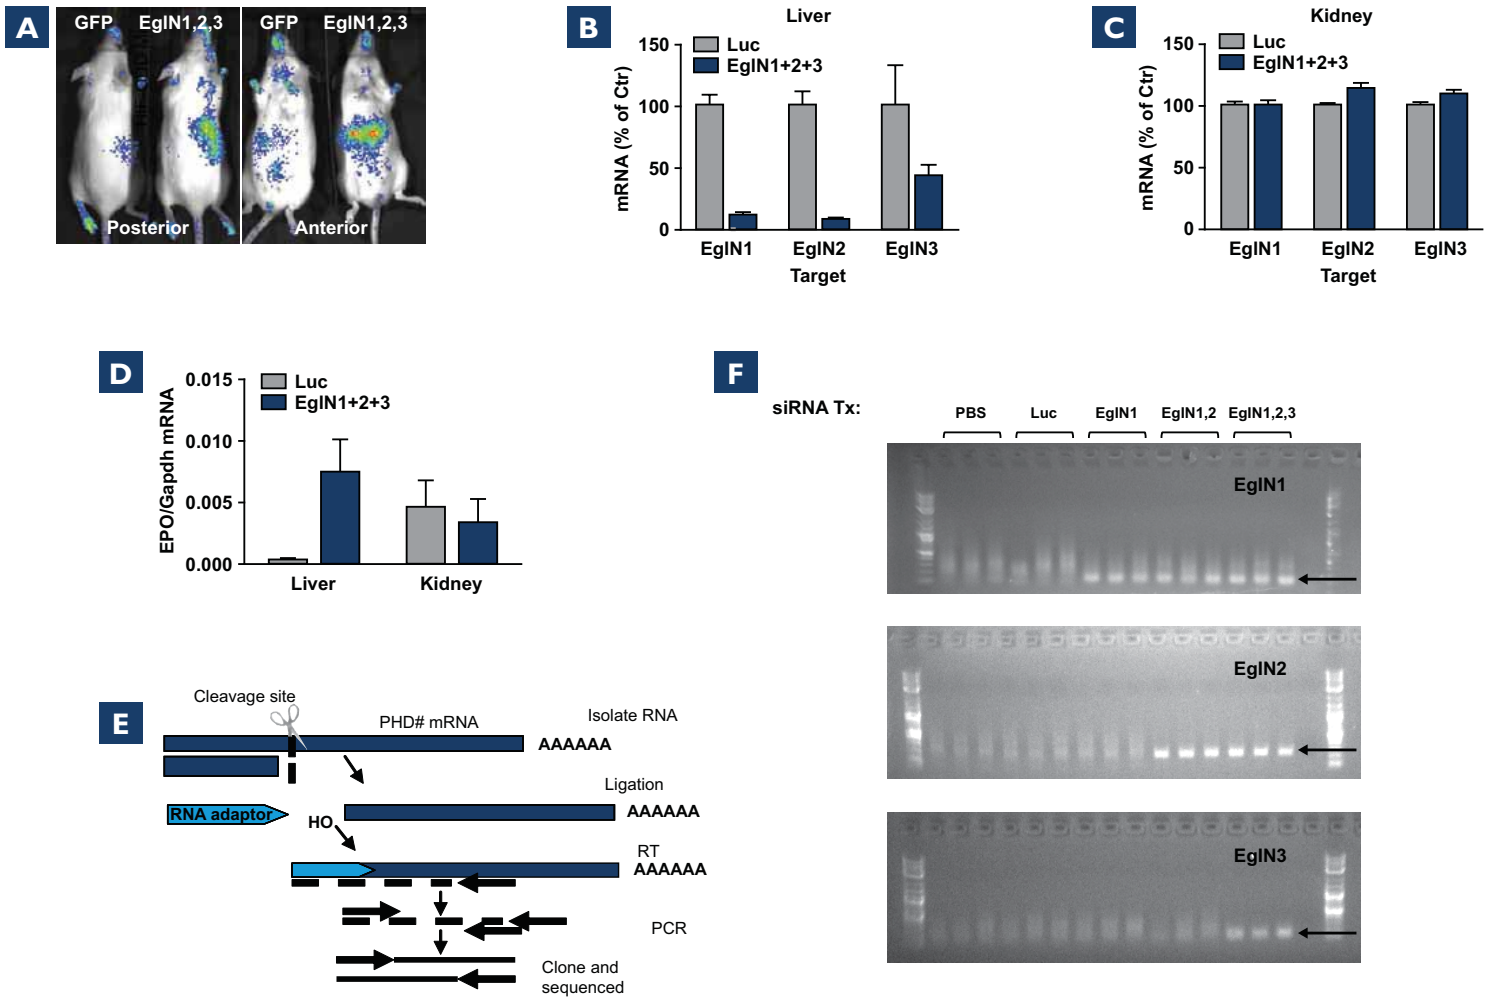 A
GFP EglN1,2,3
GFP EglN1,2,3
Posterior
Anterior
B
Liver
Luc
EglN1+2+3
mRNA (% of Ctr)
150
100
50
0
EglN1
EglN2
EglN3
Target
C
Kidney
Luc
EglN1+2+3
mRNA (% of Ctr)
150
100
50
0
EglN1
EglN2
EglN3
Target
D
Luc
EglN1+2+3
EPO/Gapdh mRNA
0.015
0.010
0.005
0.000
Liver
Kidney
E
Cleavage site
PHD# mRNA
Isolate RNA
AAAAAA
Ligation
RNA adaptor
HO
AAAAAA
RT
AAAAAA
PCR
Clone and
sequenced
F
siRNA Tx:
PBS
Luc
EglN1
EglN1,2
EglN1,2,3
EglN1
EglN2
EglN3